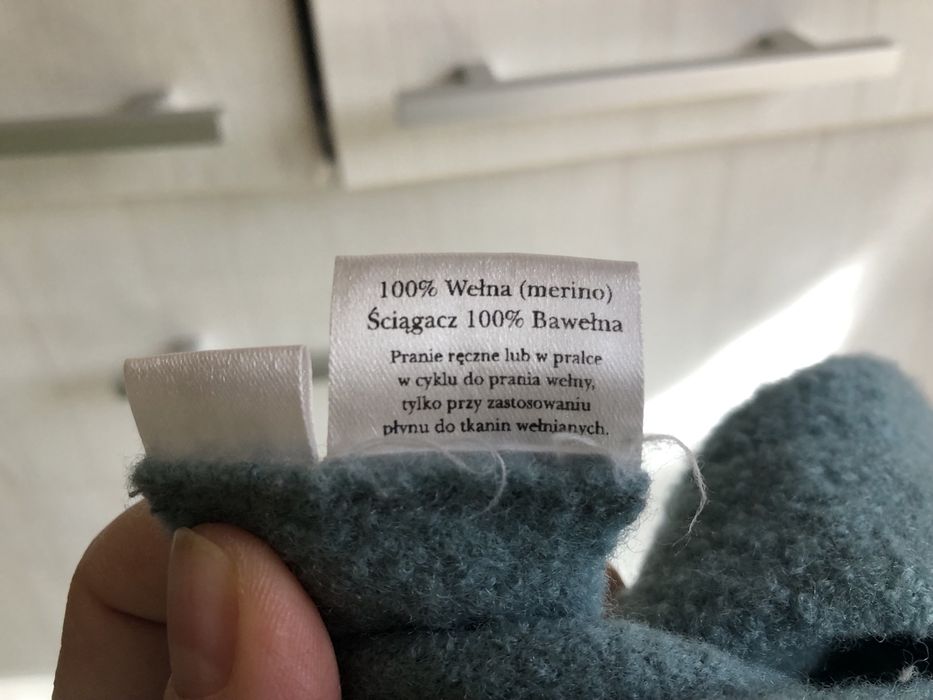 100% Wełna (merino)
Ściągacz 100% Bawełna
Pranie ręczne lub w pralce
w cyklu do prania wełny,
tylko przy zastosowaniu
płynu do tkanin wełnianych.